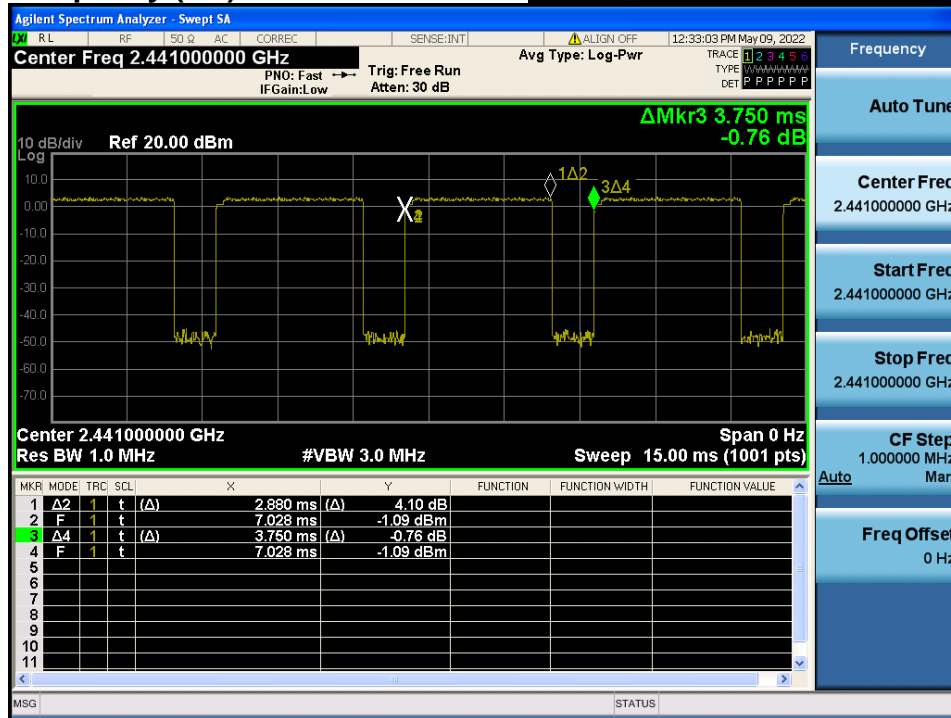 Agilent Spectrum Analyzer - Swept SA
LXI RL RF 50 Ω AC CORREC SENSE:INT ALIGN OFF 12:33:03 PM May 09, 2022
Center Freq 2.441000000 GHz
PNO: Fast
IFGain:Low
Trig: Free Run
Atten: 30 dB
Avg Type: Log-Pwr
TRACE 1 2 3 4 5 6
TYPE WWWWWW
DET P P P P P P
ΔMkr3 3.750 ms
-0.76 dB
10 dB/div Ref 20.00 dBm
Log
10.0
0.00
-10.0
-20.0
-30.0
-40.0
-50.0
-60.0
-70.0
1Δ2
3Δ4
X
Center 2.441000000 GHz Span 0 Hz
Res BW 1.0 MHz #VBW 3.0 MHz Sweep 15.00 ms (1001 pts)
MKR MODE TRC SCL X Y FUNCTION FUNCTION WIDTH FUNCTION VALUE
1 Δ2 1 t (Δ) 2.880 ms (Δ) 4.10 dB
2 F 1 t 7.028 ms -1.09 dBm
3 Δ4 1 t (Δ) 3.750 ms (Δ) -0.76 dB
4 F 1 t 7.028 ms -1.09 dBm
5
6
7
8
9
10
11
MSG STATUS
Frequency
Auto Tune
Center Freq
2.441000000 GHz
Start Freq
2.441000000 GHz
Stop Freq
2.441000000 GHz
CF Step
1.000000 MHz
Auto Man
Freq Offset
0 Hz